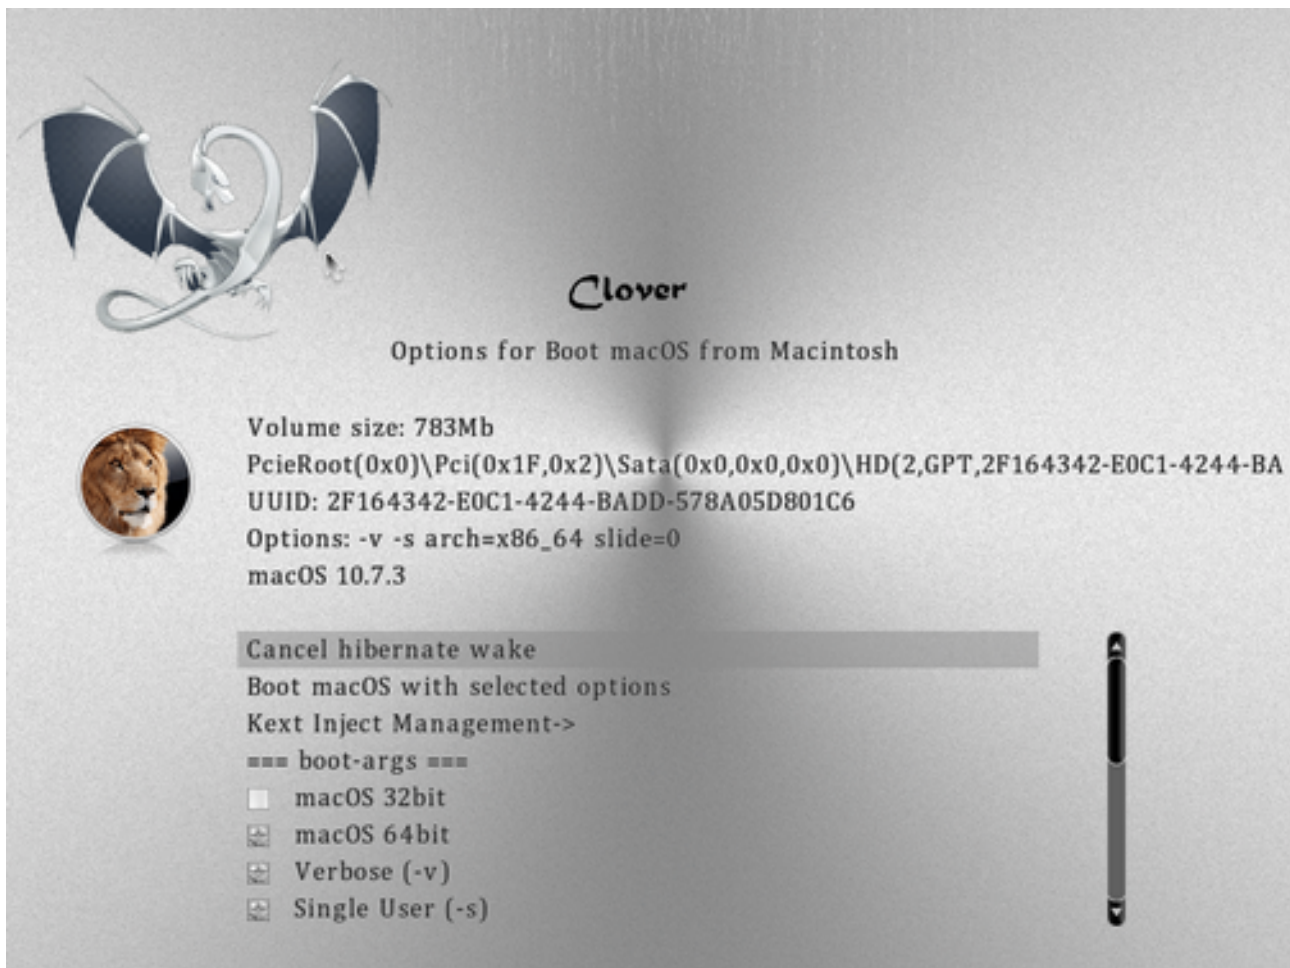 Clover
Options for Boot macOS from Macintosh
Volume size: 783Mb
PcieRoot(0x0)\Pci(0x1F,0x2)\Sata(0x0,0x0,0x0)\HD(2,GPT,2F164342-E0C1-4244-BA
UUID: 2F164342-E0C1-4244-BADD-578A05D801C6
Options: -v -s arch=x86_64 slide=0
macOS 10.7.3
Cancel hibernate wake
Boot macOS with selected options
Kext Inject Management->
=== boot-args ===
macOS 32bit
macOS 64bit
Verbose (-v)
Single User (-s)